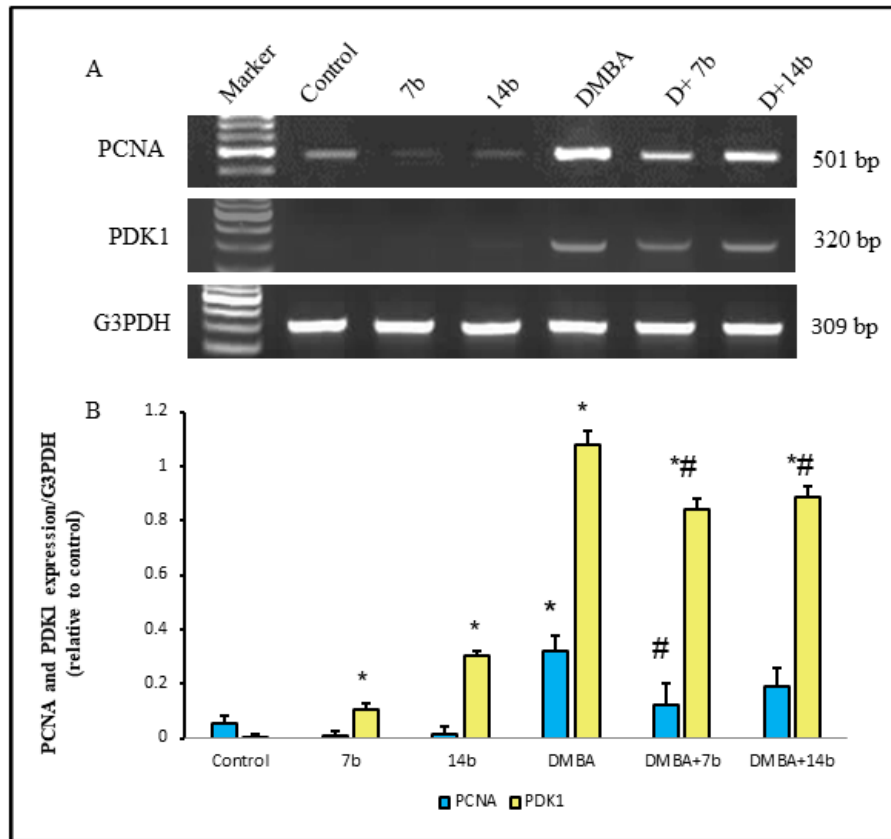 A
Marker Control 7b 14b DMBA D+ 7b D+14b
PCNA 501 bp
PDK1 320 bp
G3PDH 309 bp
B
PCNA and PDK1 expression/G3PDH
(relative to control)
1.2
1
0.8
0.6
0.4
0.2
0
* * * * *# # *#
Control 7b 14b DMBA DMBA+7b DMBA+14b
PCNA PDK1